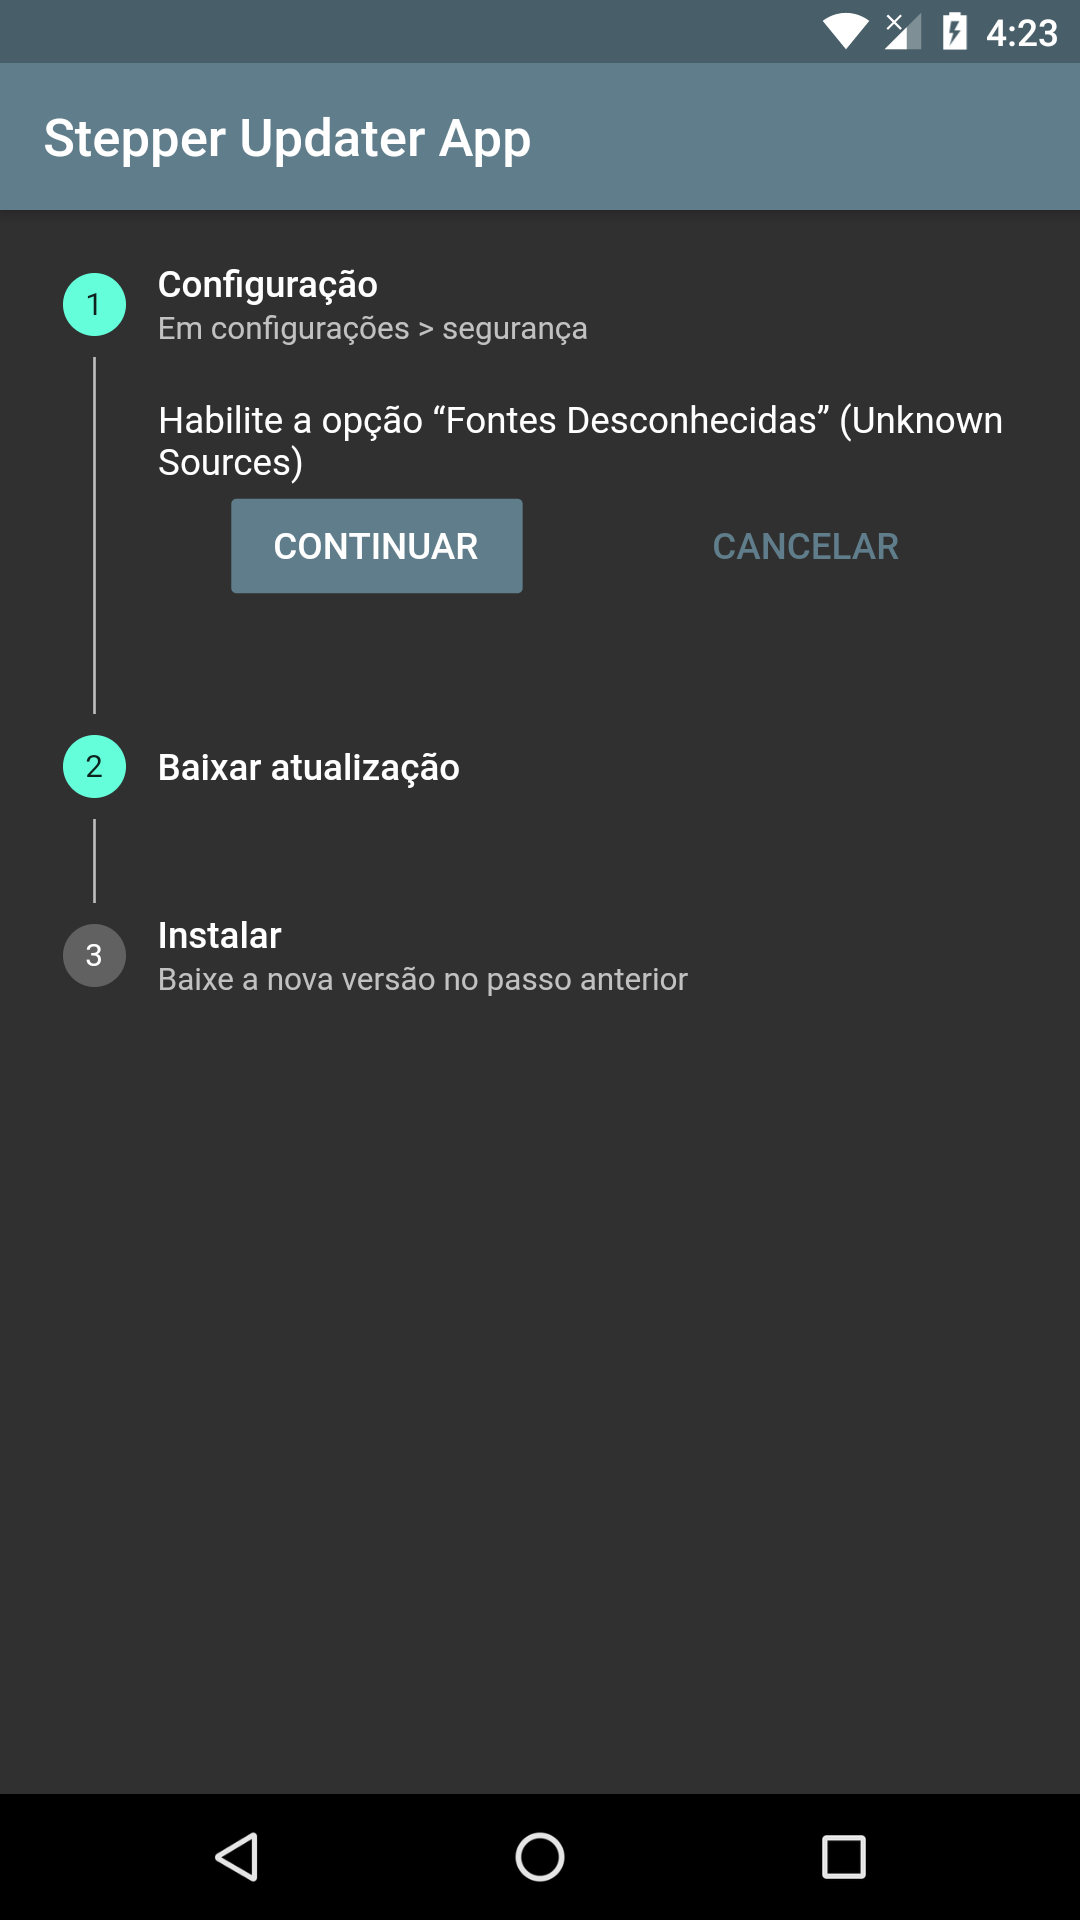 4:23
Stepper Updater App
1
Configuração
Em configurações > segurança
Habilite a opção “Fontes Desconhecidas” (Unknown
Sources)
CONTINUAR CANCELAR
2
Baixar atualização
3
Instalar
Baixe a nova versão no passo anterior